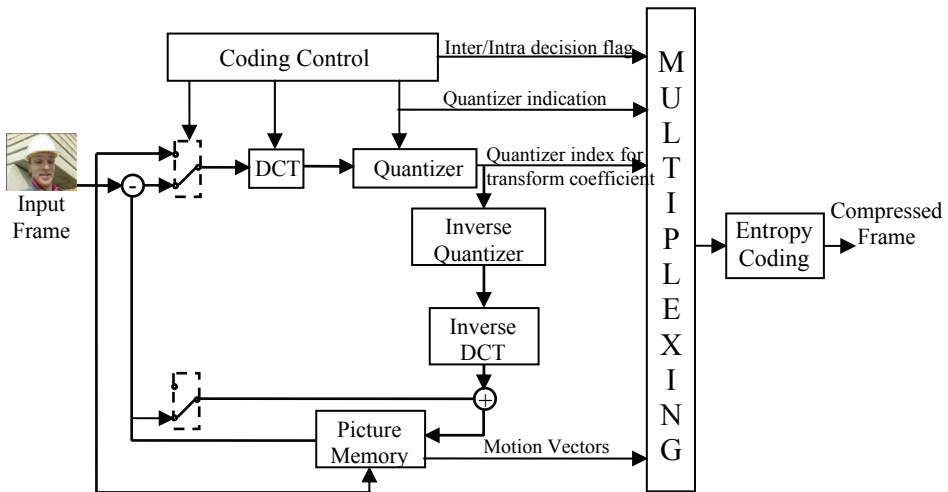 Coding Control
Inter/Intra decision flag
Quantizer indication
DCT
Quantizer
Quantizer index for
transform coefficient
-
Input
Frame
Inverse
Quantizer
Inverse
DCT
+
Picture
Memory
Motion Vectors
M
U
L
T
I
P
L
E
X
I
N
G
Entropy
Coding
Compressed
Frame